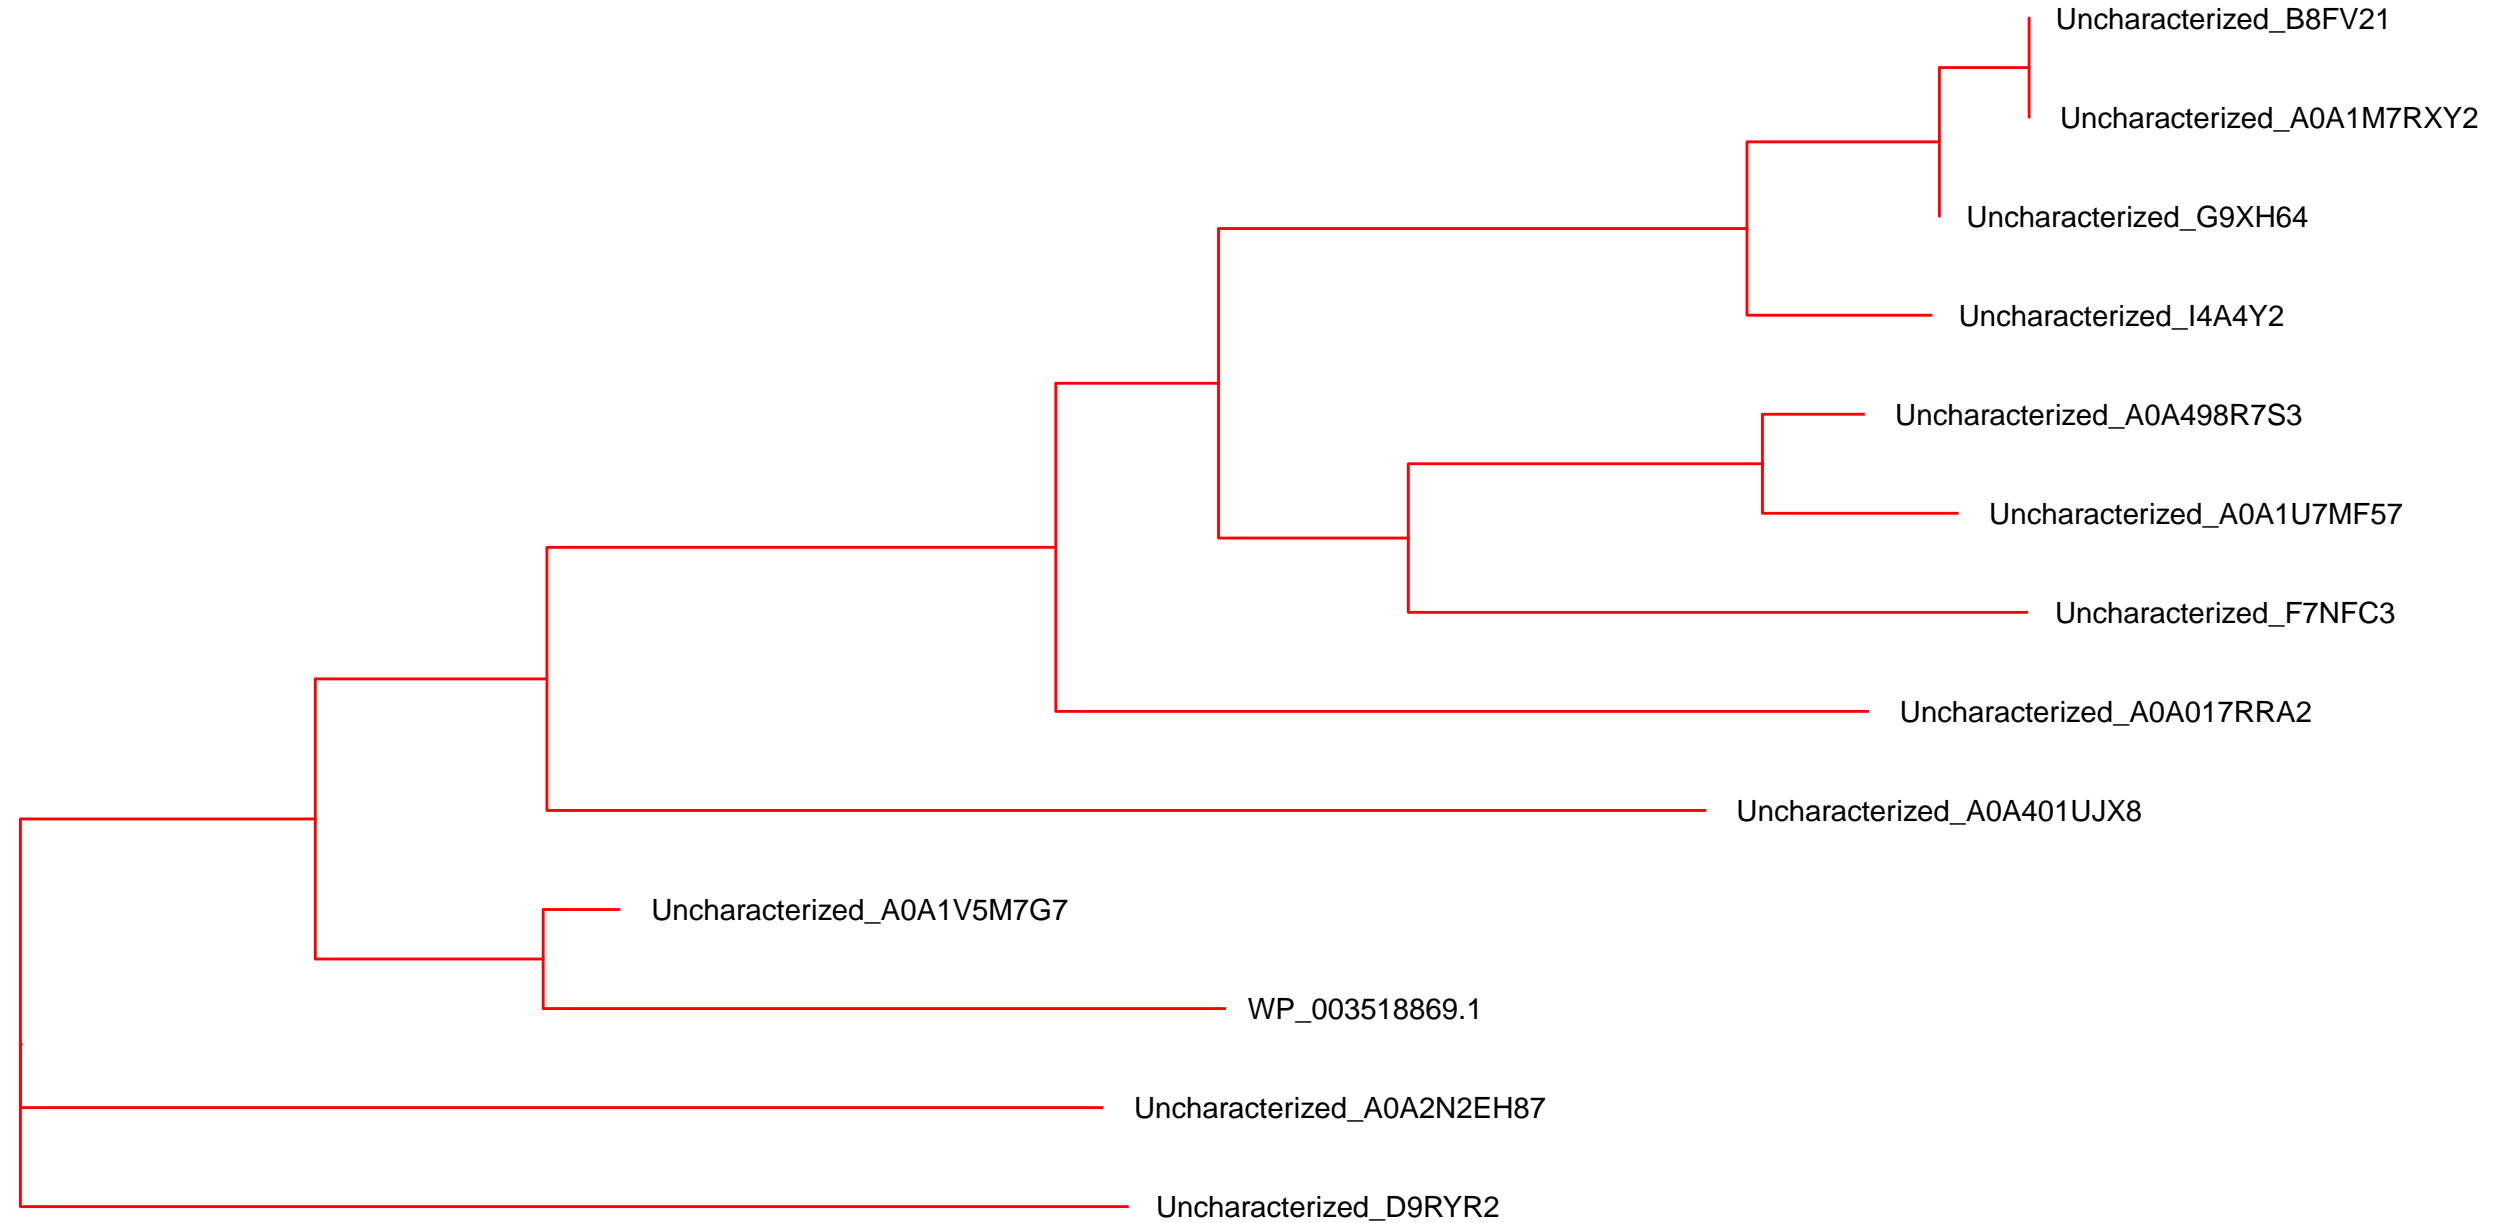 Uncharacterized_B8FV21
Uncharacterized_A0A1M7RXY2
Uncharacterized_G9XH64
Uncharacterized_I4A4Y2
Uncharacterized_A0A498R7S3
Uncharacterized_A0A1U7MF57
Uncharacterized_F7NFC3
Uncharacterized_A0A017RRA2
Uncharacterized_A0A401UJX8
Uncharacterized_A0A1V5M7G7
WP_003518869.1
Uncharacterized_A0A2N2EH87
Uncharacterized_D9RYR2